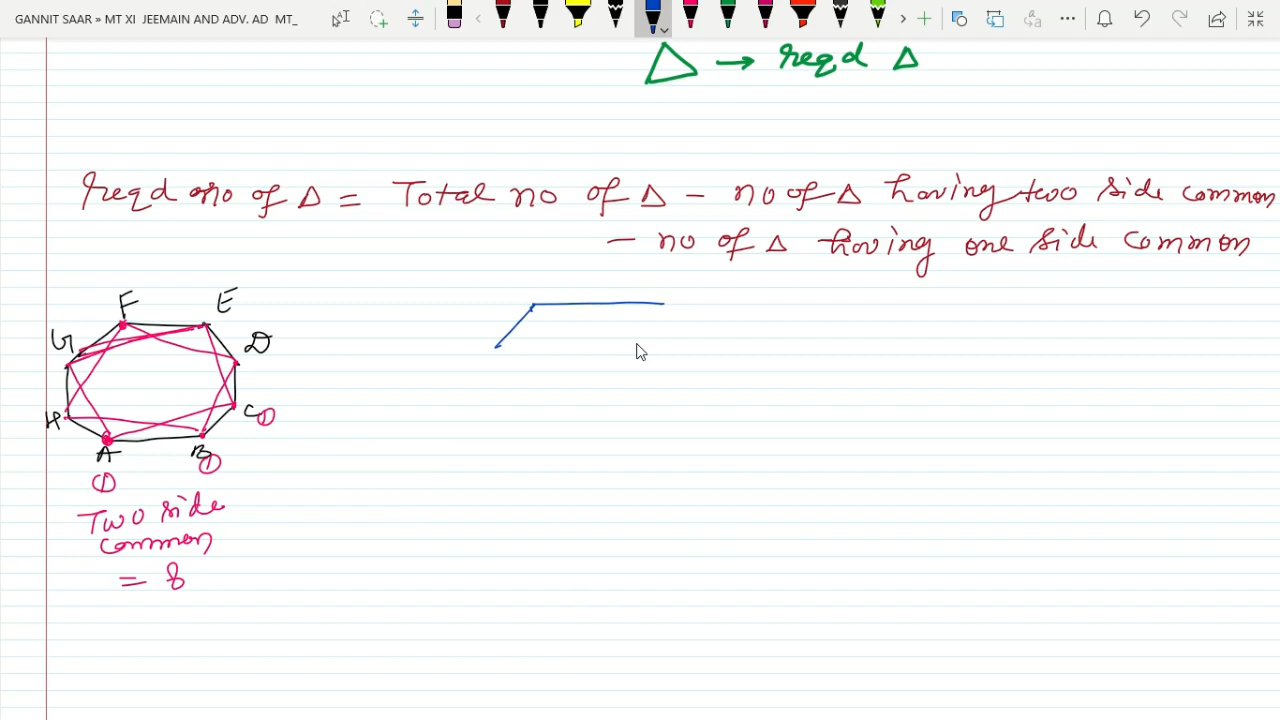 GANNIT SAAR » MT XI JEEMAIN AND ADV. AD MT_
△ → reqd △
reqd no of △ = Total no of △ - no of △ having two side common
- no of △ having one side common
F E
G D
H C ①
A B ①
①
Two side
common
= 8